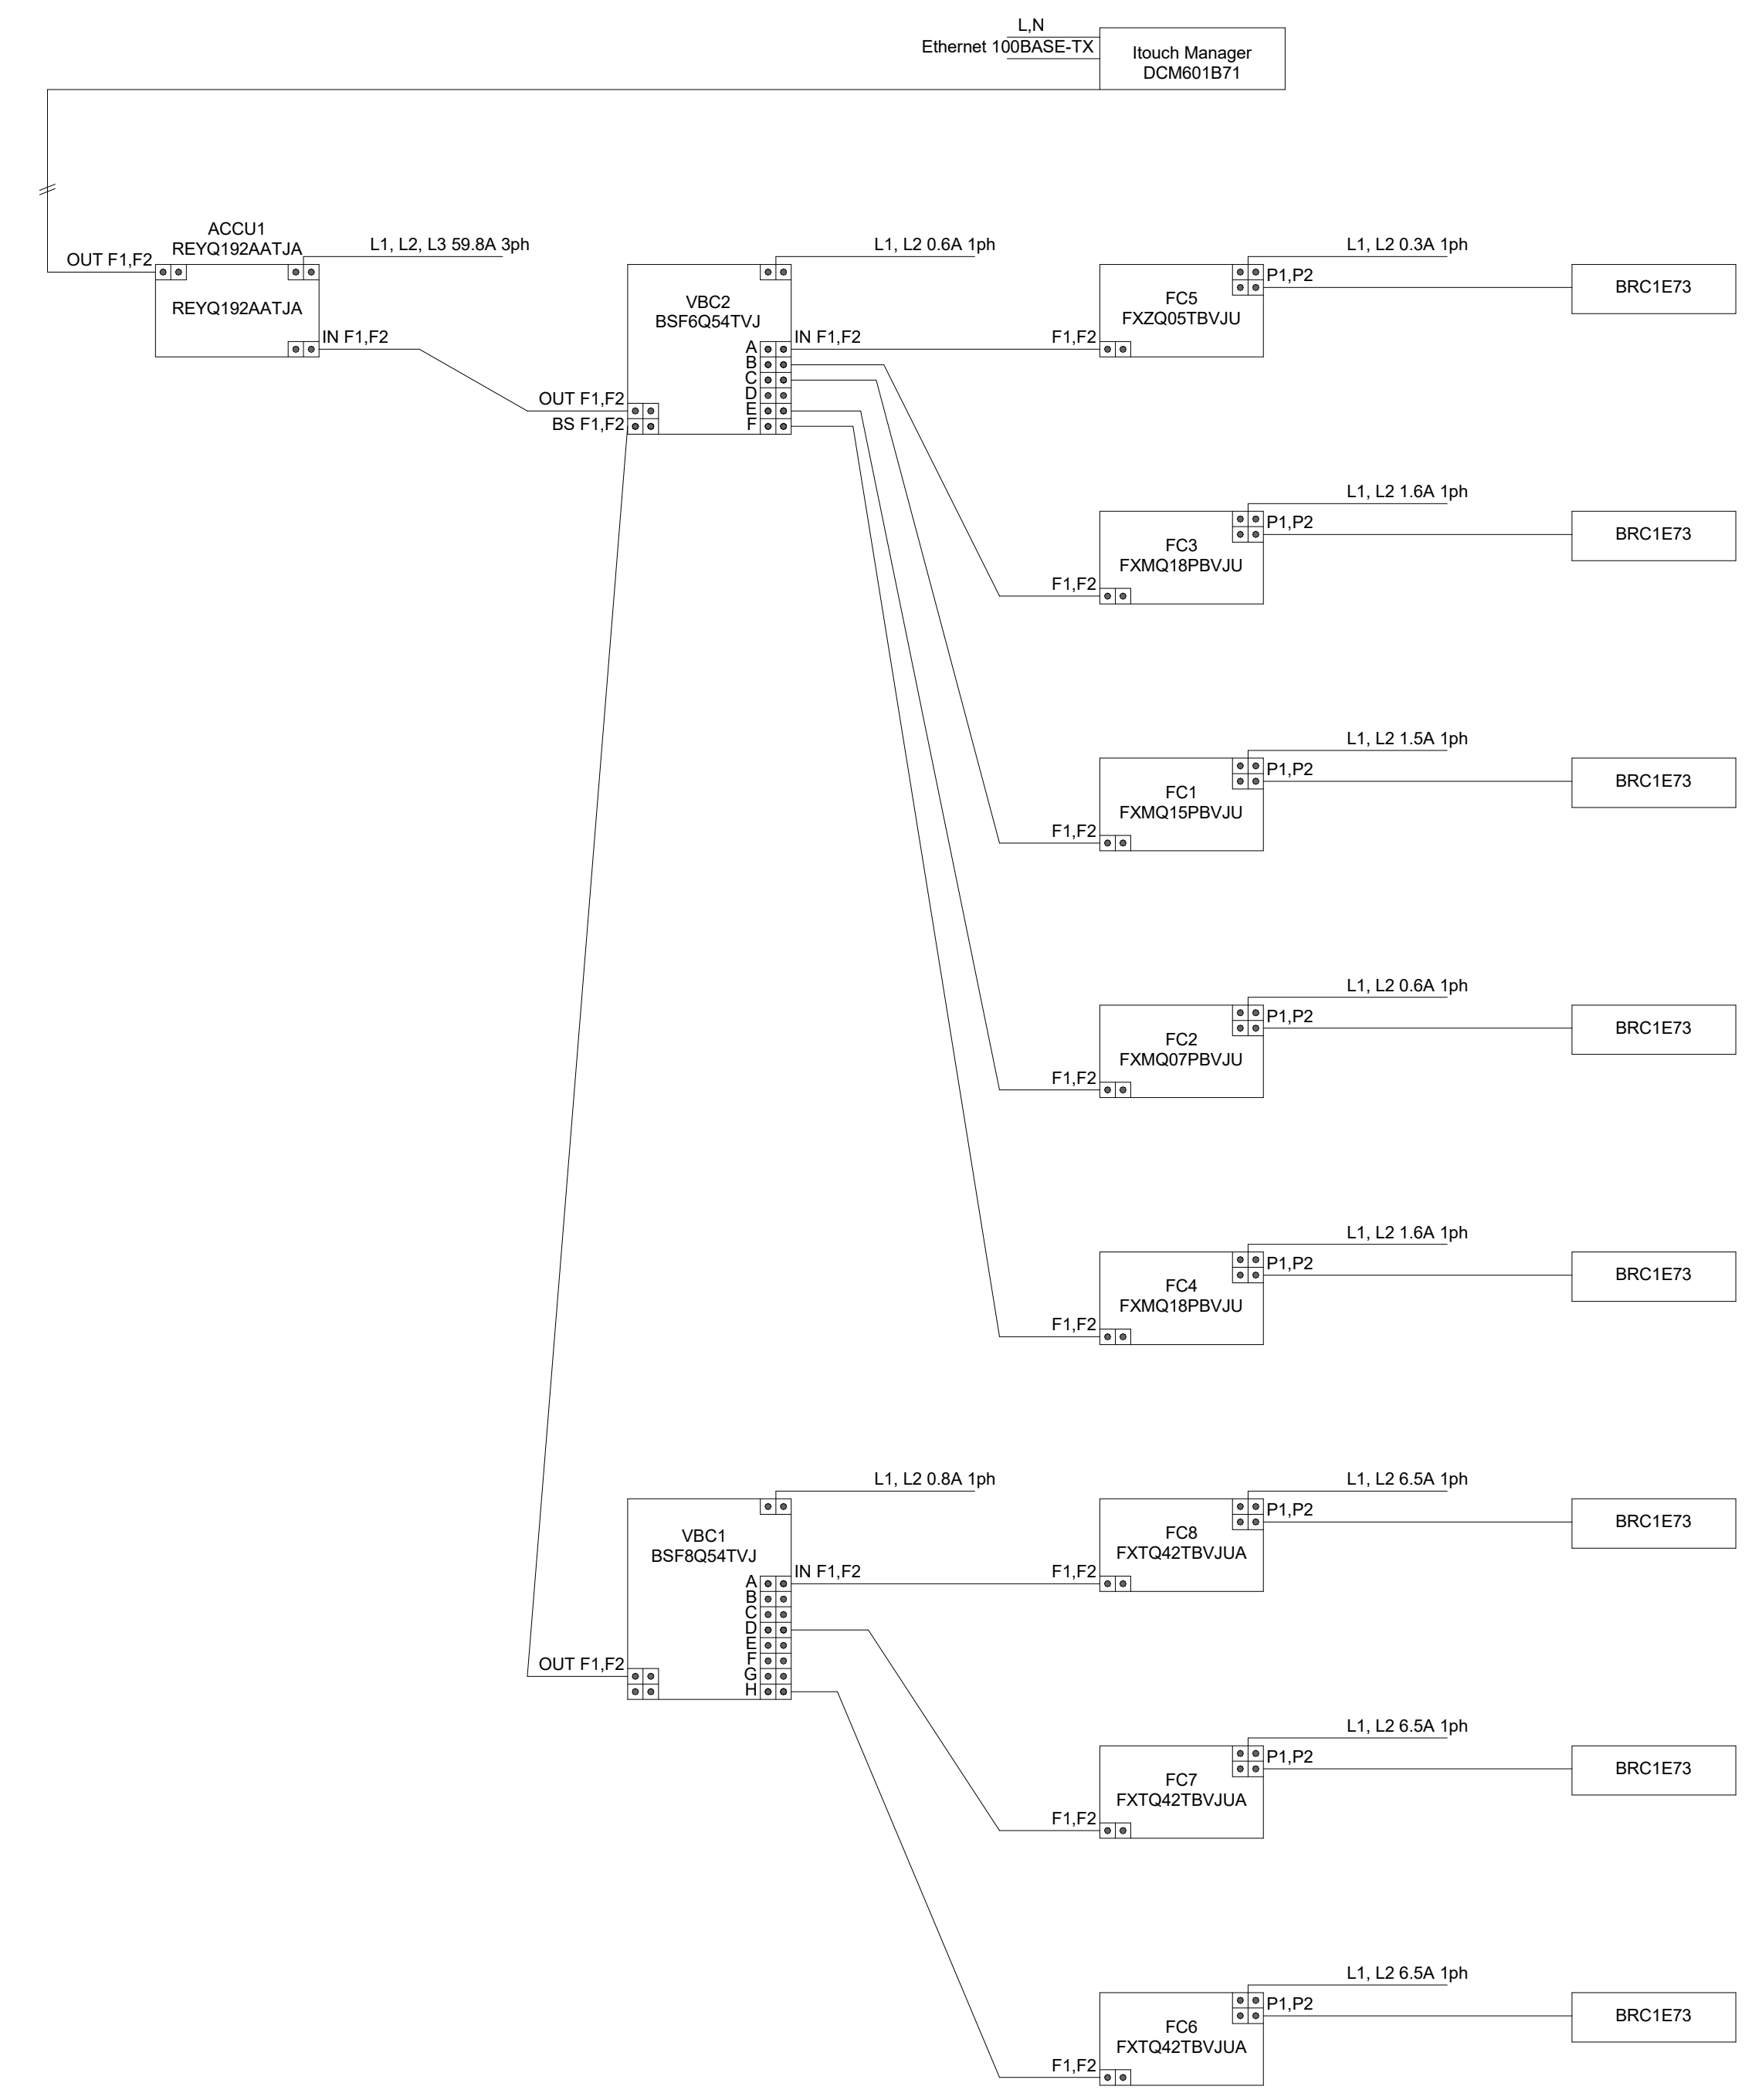 L,N
Ethernet 100BASE-TX
Itouch Manager
DCM601B71
ACCU1
REYQ192AATJA
L1, L2, L3 59.8A 3ph
OUT F1,F2
REYQ192AATJA
IN F1,F2
L1, L2 0.6A 1ph
VBC2
BSF6Q54TVJ
A
B
C
D
E
F
IN F1,F2
OUT F1,F2
BS F1,F2
L1, L2 0.3A 1ph
P1,P2
FC5
FXZQ05TBVJU
F1,F2
BRC1E73
L1, L2 1.6A 1ph
P1,P2
FC3
FXMQ18PBVJU
F1,F2
BRC1E73
L1, L2 1.5A 1ph
P1,P2
FC1
FXMQ15PBVJU
F1,F2
BRC1E73
L1, L2 0.6A 1ph
P1,P2
FC2
FXMQ07PBVJU
F1,F2
BRC1E73
L1, L2 1.6A 1ph
P1,P2
FC4
FXMQ18PBVJU
F1,F2
BRC1E73
L1, L2 0.8A 1ph
VBC1
BSF8Q54TVJ
A
B
C
D
E
F
G
H
IN F1,F2
OUT F1,F2
L1, L2 6.5A 1ph
P1,P2
FC8
FXTQ42TBVJUA
F1,F2
BRC1E73
L1, L2 6.5A 1ph
P1,P2
FC7
FXTQ42TBVJUA
F1,F2
BRC1E73
L1, L2 6.5A 1ph
P1,P2
FC6
FXTQ42TBVJUA
F1,F2
BRC1E73